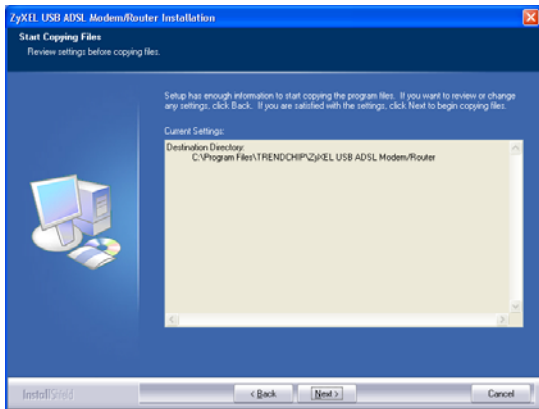 ZyXEL USB ADSL Modem/Router Installation
Start Copying Files
Review settings before copying files.
Setup has enough information to start copying the program files. If you want to review or change
any settings, click Back. If you are satisfied with the settings, click Next to begin copying files.
Current Settings:
Destination Directory:
C:\Program Files\TRENDCHIP\ZyXEL USB ADSL Modem/Router
InstallShield
< Back
Next >
Cancel